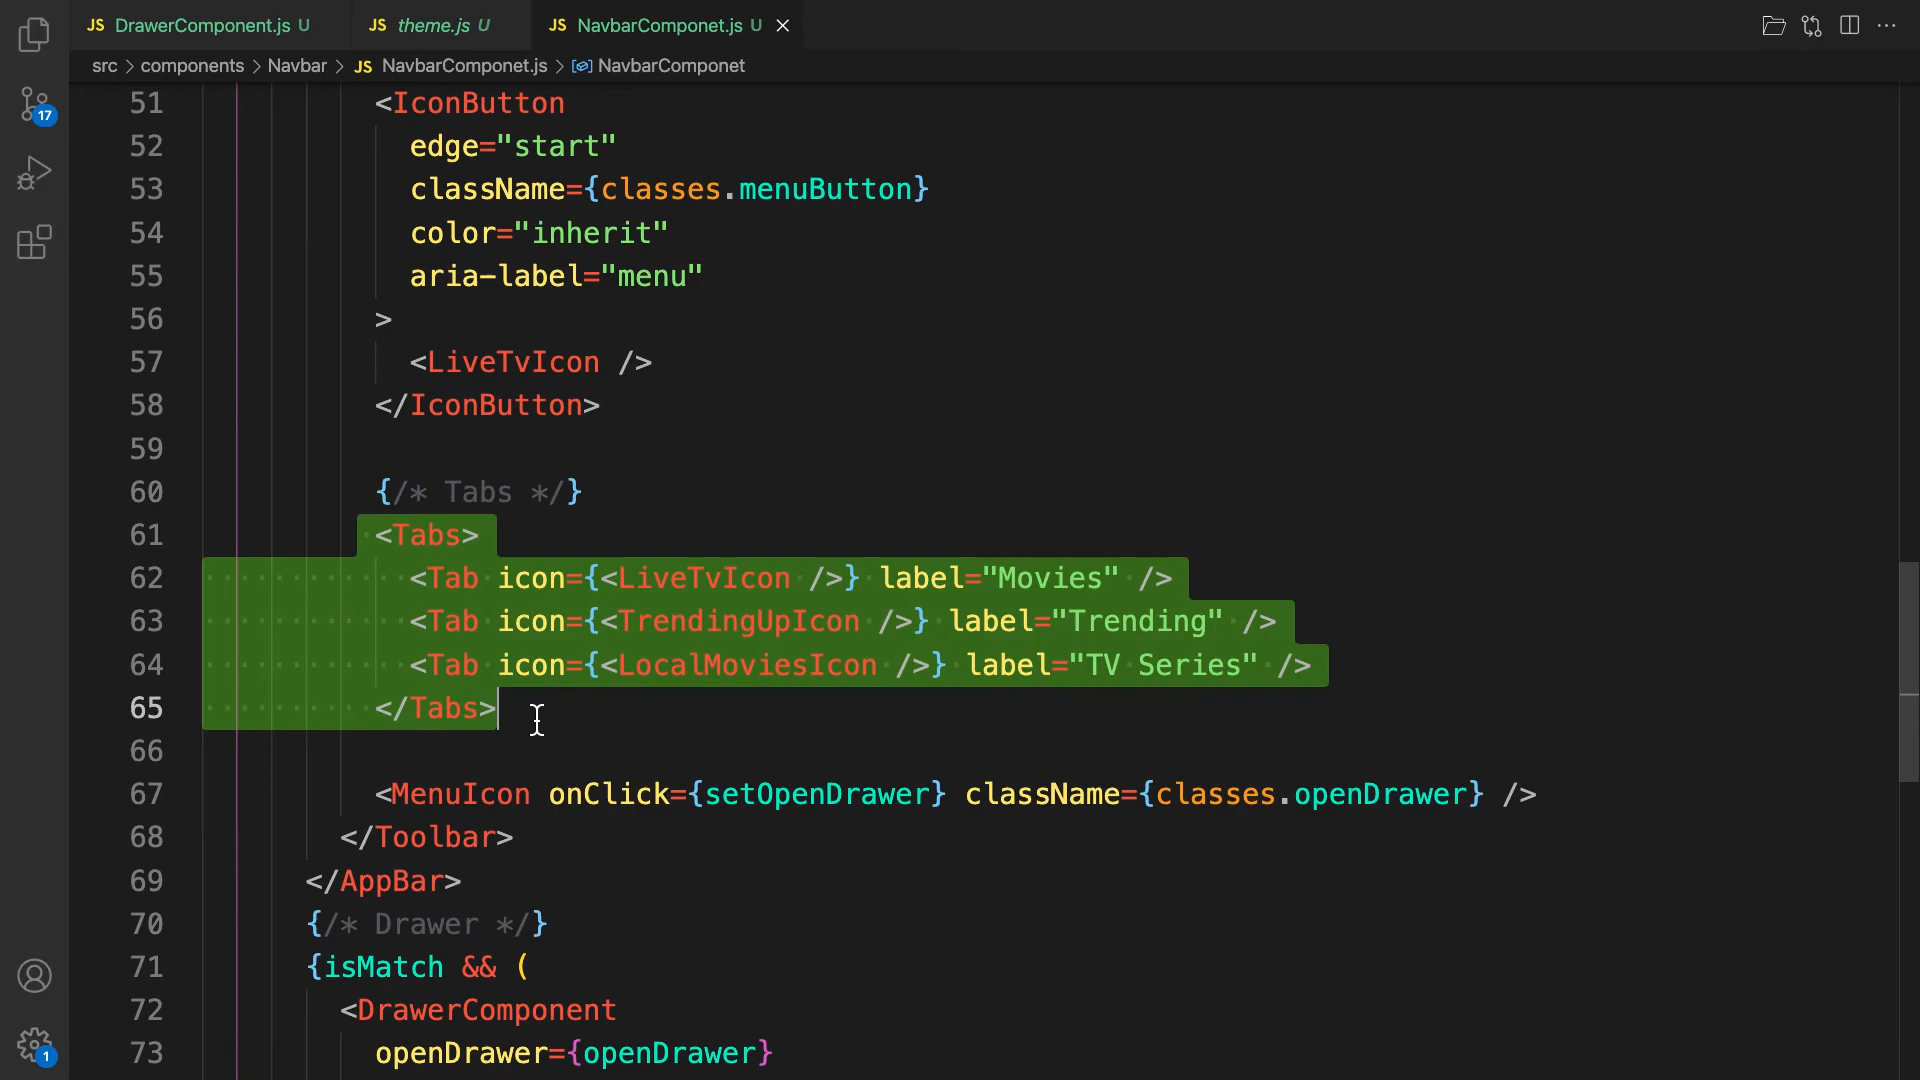 JS DrawerComponent.js U JS theme.js U JS NavbarComponet.js U
src > components > Navbar > JS NavbarComponet.js > NavbarComponet
17
51 <IconButton
52 edge="start"
53 className={classes.menuButton}
54 color="inherit"
55 aria-label="menu"
56 >
57 <LiveTvIcon />
58 </IconButton>
59
60 {/* Tabs */}
61 <Tabs>
62 <Tab icon={<LiveTvIcon />} label="Movies" />
63 <Tab icon={<TrendingUpIcon />} label="Trending" />
64 <Tab icon={<LocalMoviesIcon />} label="TV Series" />
65 </Tabs>
66
67 <MenuIcon onClick={setOpenDrawer} className={classes.openDrawer} />
68 </Toolbar>
69 </AppBar>
70 {/* Drawer */}
71 {isMatch && (
72 <DrawerComponent
73 openDrawer={openDrawer}
1